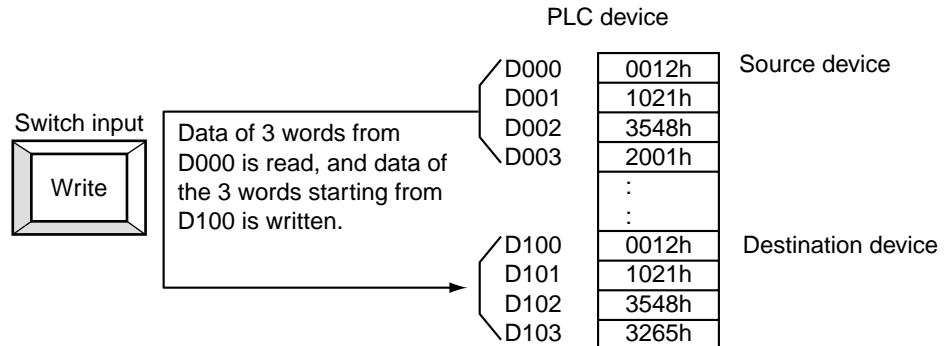 PLC device
D000 0012h Source device
D001 1021h
D002 3548h
D003 2001h
:
:
Switch input
Write
Data of 3 words from
D000 is read, and data of
the 3 words starting from
D100 is written.
D100 0012h Destination device
D101 1021h
D102 3548h
D103 3265h